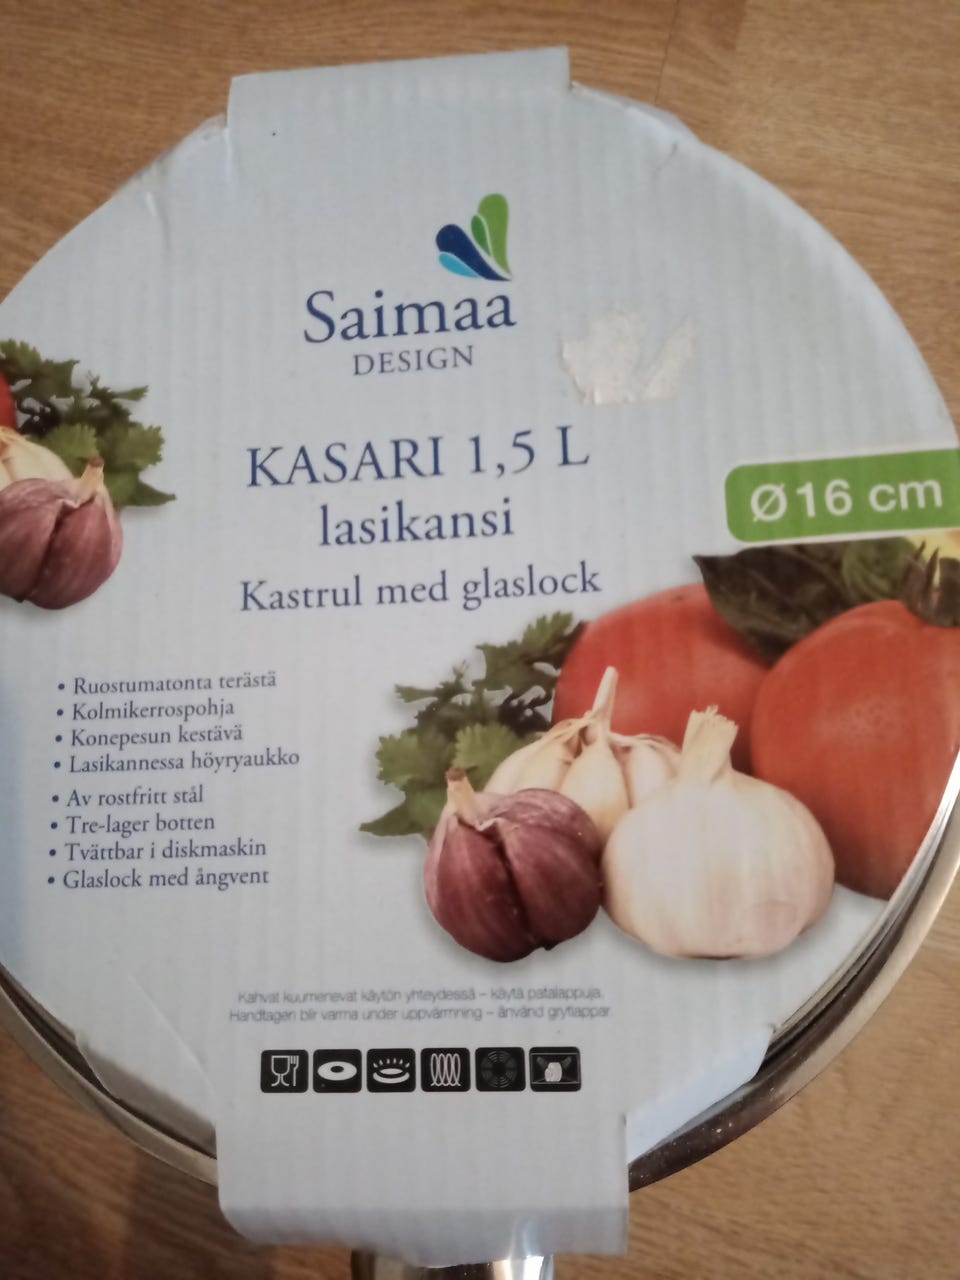 Saimaa
DESIGN
KASARI 1,5 L
lasikansi
Kastrul med glaslock
Ø 16 cm
• Ruostumatonta terästä
• Kolmikerrospohja
• Konepesun kestävä
• Lasikannessa höyryaukko
• Av rostfritt stål
• Tre-lager botten
• Tvättbar i diskmaskin
• Glaslock med ångvent
Kahvat kuumenevat käytön yhteydessä – käytä patalappuja.
Handtagen blir varma under uppvärmning – använd grytlappar.